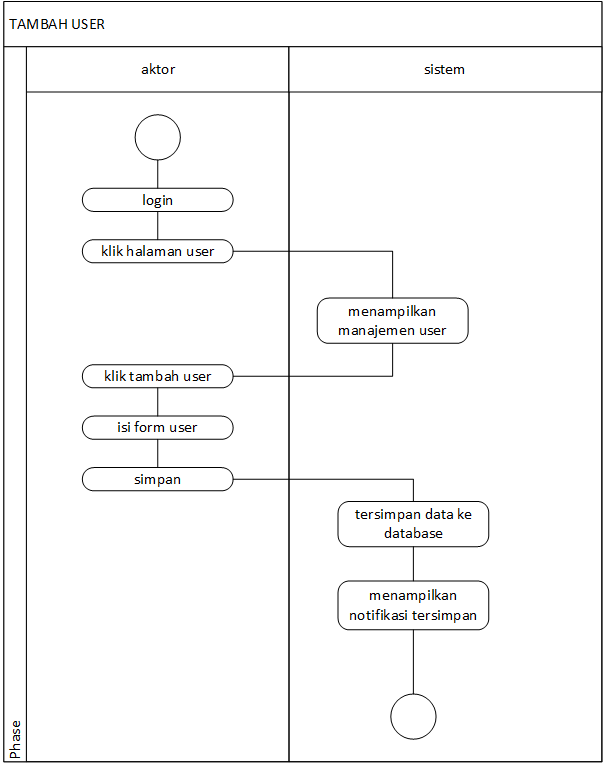 TAMBAH USER
aktor
sistem
login
klik halaman user
menampilkan
manajemen user
klik tambah user
isi form user
simpan
tersimpan data ke
database
menampilkan
notifikasi tersimpan
Phase